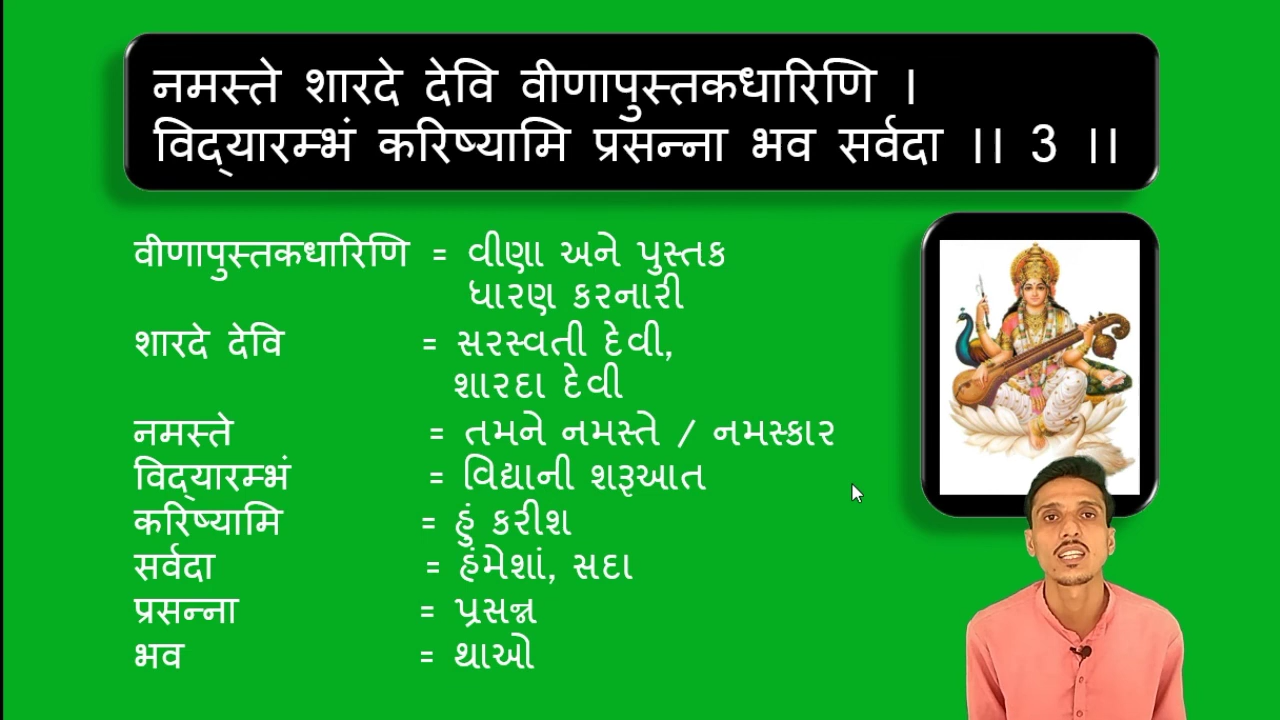 नमस्ते शारदे देवि वीणापुस्तकधारिणि ।
विद्‌यारम्भं करिष्यामि प्रसन्ना भव सर्वदा ।। 3 ।।
वीणापुस्तकधारिणि = વીણા અને પુસ્તક
ધારણ કરનારી
शारदे देवि = સરસ્વતી દેવી,
શારદા દેવી
नमस्ते = તમને નમસ્તે / નમસ્કાર
विद्‌यारम्भं = વિદ્યાની શરૂઆત
करिष्यामि = હું કરીશ
सर्वदा = હંમેશાં, સદા
प्रसन्ना = પ્રસન્ન
भव = થાઓ